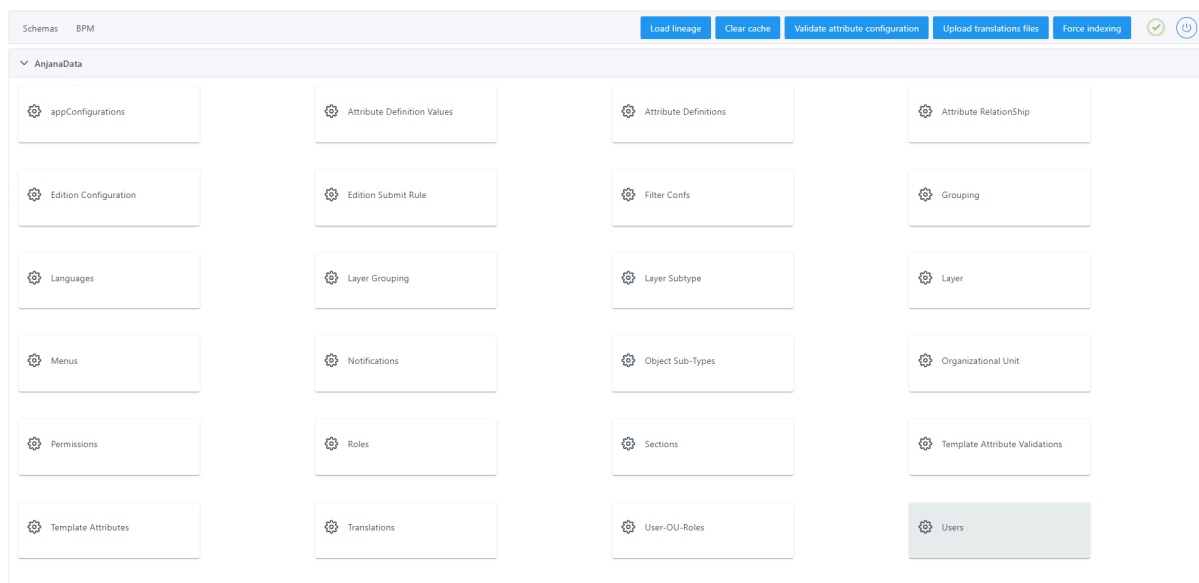 Schemas BPM Load lineage Clear cache Validate attribute configuration Upload translations files Force indexing
AnjanaData
appConfigurations Attribute Definition Values Attribute Definitions Attribute RelationShip
Edition Configuration Edition Submit Rule Filter Confs Grouping
Languages Layer Grouping Layer Subtype Layer
Menus Notifications Object Sub-Types Organizational Unit
Permissions Roles Sections Template Attribute Validations
Template Attributes Translations User-OU-Roles Users